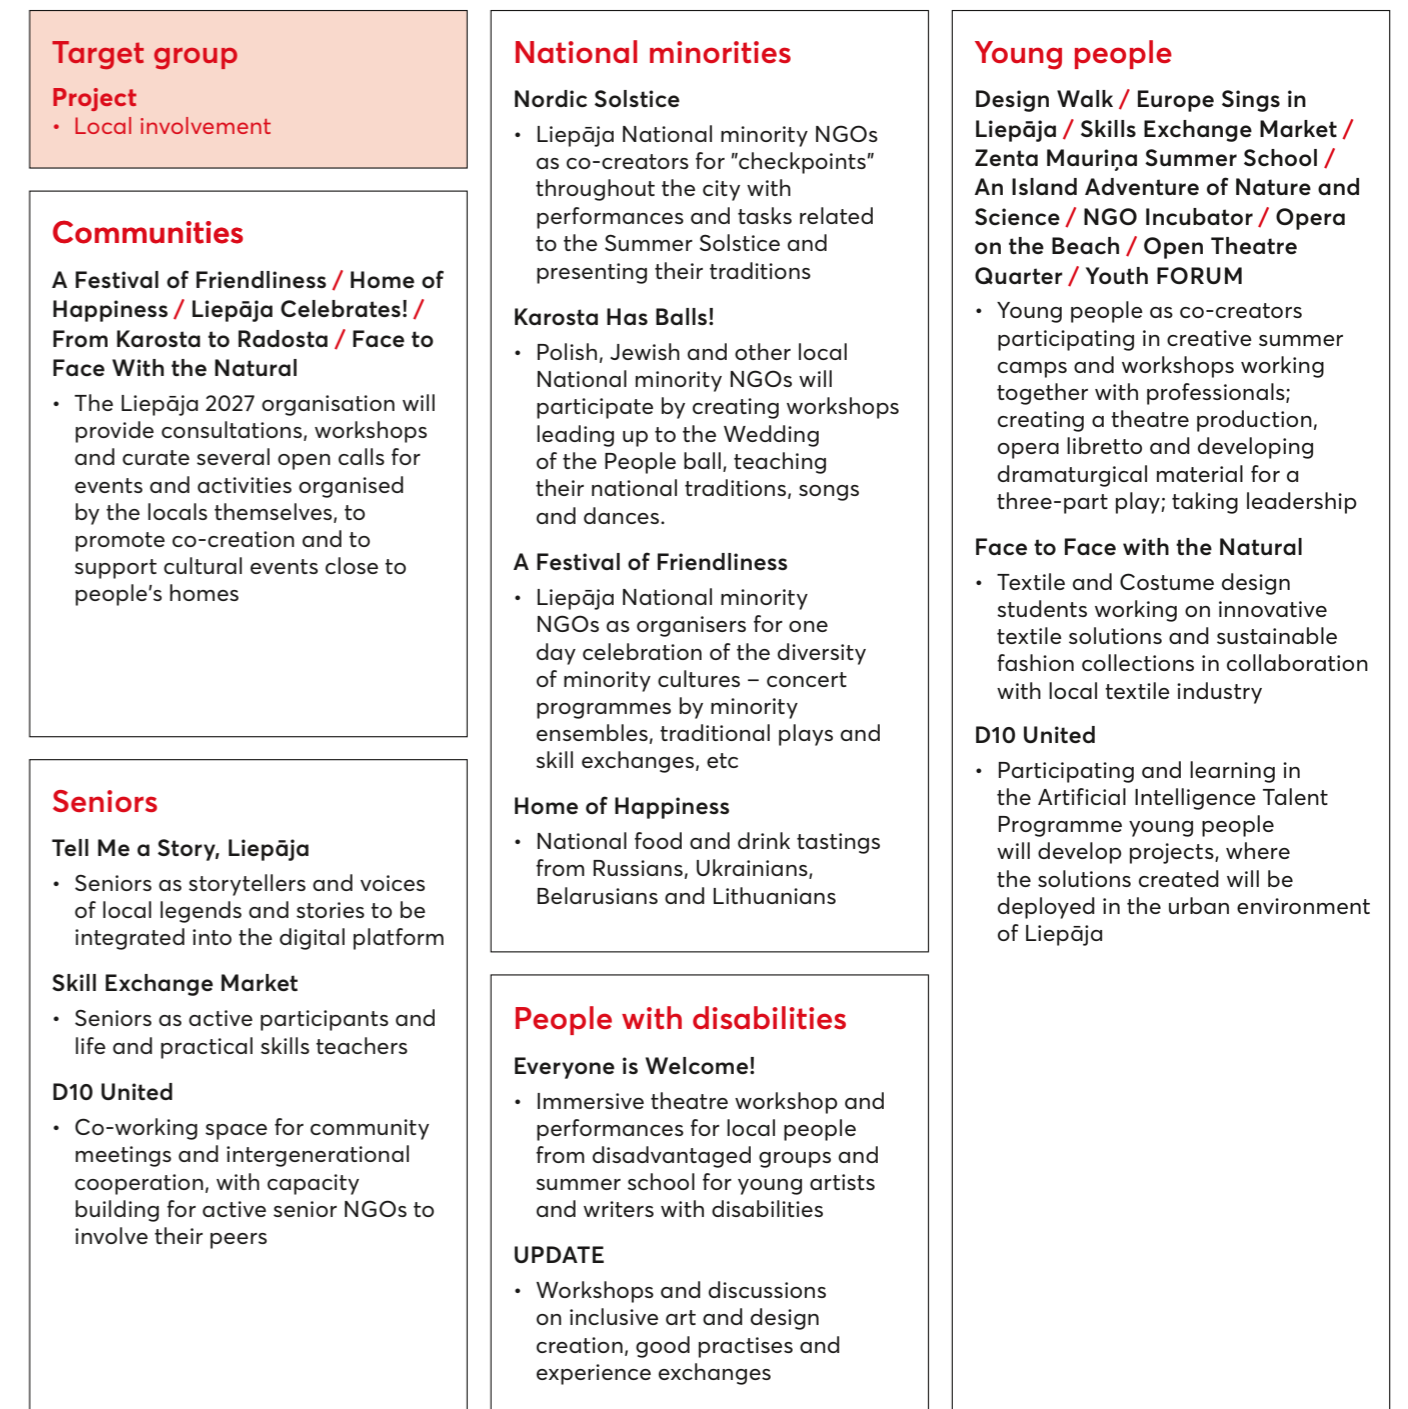 Target group
Project
• Local involvement
Communities
A Festival of Friendliness / Home of
Happiness / Liepāja Celebrates! /
From Karosta to Radosta / Face to
Face With the Natural
• The Liepāja 2027 organisation will
provide consultations, workshops
and curate several open calls for
events and activities organised
by the locals themselves, to
promote co-creation and to
support cultural events close to
people's homes
Seniors
Tell Me a Story, Liepāja
• Seniors as storytellers and voices
of local legends and stories to be
integrated into the digital platform
Skill Exchange Market
• Seniors as active participants and
life and practical skills teachers
D10 United
• Co-working space for community
meetings and intergenerational
cooperation, with capacity
building for active senior NGOs to
involve their peers
National minorities
Nordic Solstice
• Liepāja National minority NGOs
as co-creators for "checkpoints"
throughout the city with
performances and tasks related
to the Summer Solstice and
presenting their traditions
Karosta Has Balls!
• Polish, Jewish and other local
National minority NGOs will
participate by creating workshops
leading up to the Wedding
of the People ball, teaching
their national traditions, songs
and dances.
A Festival of Friendliness
• Liepāja National minority
NGOs as organisers for one
day celebration of the diversity
of minority cultures – concert
programmes by minority
ensembles, traditional plays and
skill exchanges, etc
Home of Happiness
• National food and drink tastings
from Russians, Ukrainians,
Belarusians and Lithuanians
People with disabilities
Everyone is Welcome!
• Immersive theatre workshop and
performances for local people
from disadvantaged groups and
summer school for young artists
and writers with disabilities
UPDATE
• Workshops and discussions
on inclusive art and design
creation, good practises and
experience exchanges
Young people
Design Walk / Europe Sings in
Liepāja / Skills Exchange Market /
Zenta Mauriņa Summer School /
An Island Adventure of Nature and
Science / NGO Incubator / Opera
on the Beach / Open Theatre
Quarter / Youth FORUM
• Young people as co-creators
participating in creative summer
camps and workshops working
together with professionals;
creating a theatre production,
opera libretto and developing
dramaturgical material for a
three-part play; taking leadership
Face to Face with the Natural
• Textile and Costume design
students working on innovative
textile solutions and sustainable
fashion collections in collaboration
with local textile industry
D10 United
• Participating and learning in
the Artificial Intelligence Talent
Programme young people
will develop projects, where
the solutions created will be
deployed in the urban environment
of Liepāja